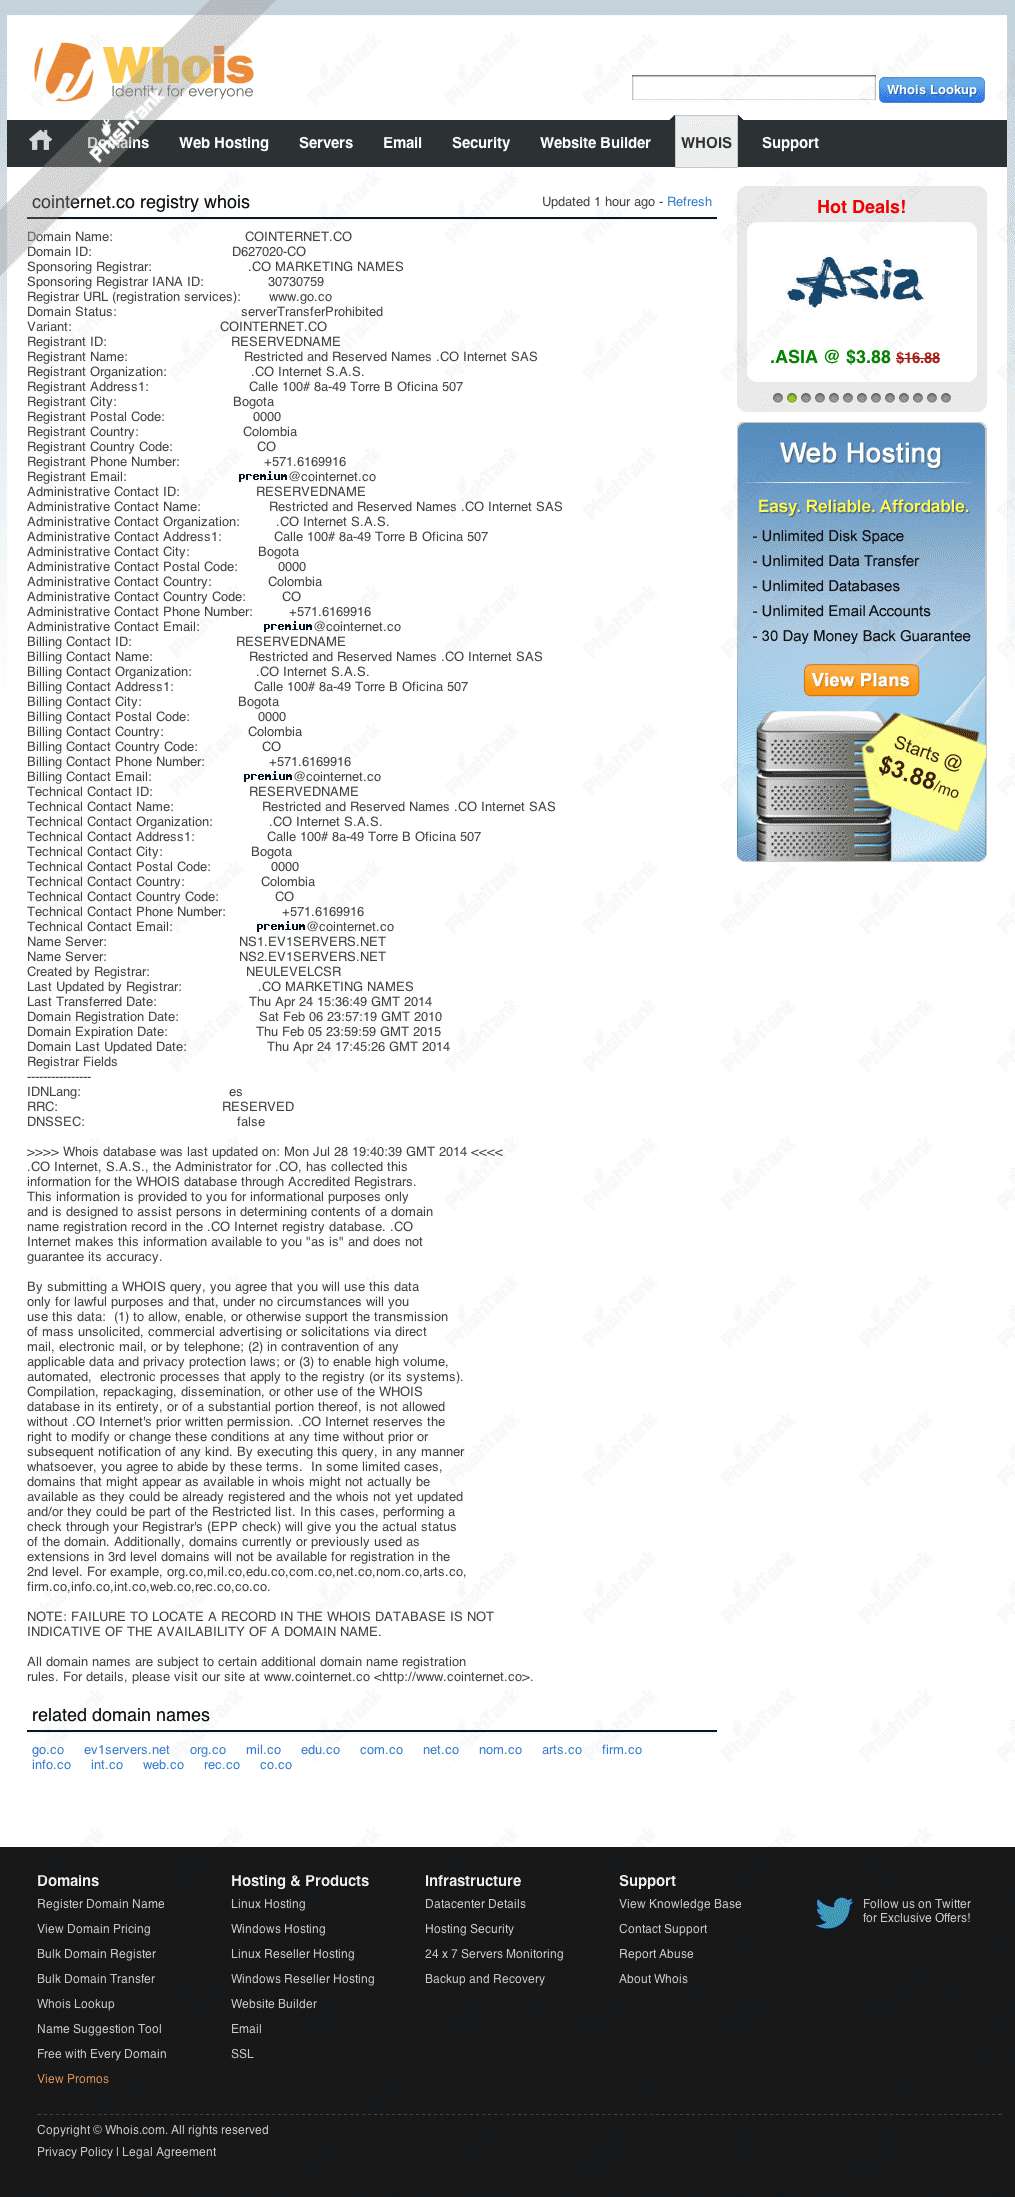 Whois
Identity for everyone
Whois Lookup
PhishTank
Domains Web Hosting Servers Email Security Website Builder WHOIS Support
cointernet.co registry whois
Updated 1 hour ago - Refresh
Domain Name: COINTERNET.CO
Domain ID: D627020-CO
Sponsoring Registrar: .CO MARKETING NAMES
Sponsoring Registrar IANA ID: 30730759
Registrar URL (registration services): www.go.co
Domain Status: serverTransferProhibited
Variant: COINTERNET.CO
Registrant ID: RESERVEDNAME
Registrant Name: Restricted and Reserved Names .CO Internet SAS
Registrant Organization: .CO Internet S.A.S.
Registrant Address1: Calle 100# 8a-49 Torre B Oficina 507
Registrant City: Bogota
Registrant Postal Code: 0000
Registrant Country: Colombia
Registrant Country Code: CO
Registrant Phone Number: +571.6169916
Registrant Email: premium@cointernet.co
Administrative Contact ID: RESERVEDNAME
Administrative Contact Name: Restricted and Reserved Names .CO Internet SAS
Administrative Contact Organization: .CO Internet S.A.S.
Administrative Contact Address1: Calle 100# 8a-49 Torre B Oficina 507
Administrative Contact City: Bogota
Administrative Contact Postal Code: 0000
Administrative Contact Country: Colombia
Administrative Contact Country Code: CO
Administrative Contact Phone Number: +571.6169916
Administrative Contact Email: premium@cointernet.co
Billing Contact ID: RESERVEDNAME
Billing Contact Name: Restricted and Reserved Names .CO Internet SAS
Billing Contact Organization: .CO Internet S.A.S.
Billing Contact Address1: Calle 100# 8a-49 Torre B Oficina 507
Billing Contact City: Bogota
Billing Contact Postal Code: 0000
Billing Contact Country: Colombia
Billing Contact Country Code: CO
Billing Contact Phone Number: +571.6169916
Billing Contact Email: premium@cointernet.co
Technical Contact ID: RESERVEDNAME
Technical Contact Name: Restricted and Reserved Names .CO Internet SAS
Technical Contact Organization: .CO Internet S.A.S.
Technical Contact Address1: Calle 100# 8a-49 Torre B Oficina 507
Technical Contact City: Bogota
Technical Contact Postal Code: 0000
Technical Contact Country: Colombia
Technical Contact Country Code: CO
Technical Contact Phone Number: +571.6169916
Technical Contact Email: premium@cointernet.co
Name Server: NS1.EV1SERVERS.NET
Name Server: NS2.EV1SERVERS.NET
Created by Registrar: NEULEVELCSR
Last Updated by Registrar: .CO MARKETING NAMES
Last Transferred Date: Thu Apr 24 15:36:49 GMT 2014
Domain Registration Date: Sat Feb 06 23:57:19 GMT 2010
Domain Expiration Date: Thu Feb 05 23:59:59 GMT 2015
Domain Last Updated Date: Thu Apr 24 17:45:26 GMT 2014
Registrar Fields
----------------
IDNLang: es
RRC: RESERVED
DNSSEC: false
>>>> Whois database was last updated on: Mon Jul 28 19:40:39 GMT 2014 <<<<
.CO Internet, S.A.S., the Administrator for .CO, has collected this
information for the WHOIS database through Accredited Registrars.
This information is provided to you for informational purposes only
and is designed to assist persons in determining contents of a domain
name registration record in the .CO Internet registry database. .CO
Internet makes this information available to you "as is" and does not
guarantee its accuracy.
By submitting a WHOIS query, you agree that you will use this data
only for lawful purposes and that, under no circumstances will you
use this data: (1) to allow, enable, or otherwise support the transmission
of mass unsolicited, commercial advertising or solicitations via direct
mail, electronic mail, or by telephone; (2) in contravention of any
applicable data and privacy protection laws; or (3) to enable high volume,
automated, electronic processes that apply to the registry (or its systems).
Compilation, repackaging, dissemination, or other use of the WHOIS
database in its entirety, or of a substantial portion thereof, is not allowed
without .CO Internet's prior written permission. .CO Internet reserves the
right to modify or change these conditions at any time without prior or
subsequent notification of any kind. By executing this query, in any manner
whatsoever, you agree to abide by these terms. In some limited cases,
domains that might appear as available in whois might not actually be
available as they could be already registered and the whois not yet updated
and/or they could be part of the Restricted list. In this cases, performing a
check through your Registrar's (EPP check) will give you the actual status
of the domain. Additionally, domains currently or previously used as
extensions in 3rd level domains will not be available for registration in the
2nd level. For example, org.co,mil.co,edu.co,com.co,net.co,nom.co,arts.co,
firm.co,info.co,int.co,web.co,rec.co,co.co.
NOTE: FAILURE TO LOCATE A RECORD IN THE WHOIS DATABASE IS NOT
INDICATIVE OF THE AVAILABILITY OF A DOMAIN NAME.
All domain names are subject to certain additional domain name registration
rules. For details, please visit our site at www.cointernet.co <http://www.cointernet.co>.
Hot Deals!
.Asia
.ASIA @ $3.88 $16.88
Web Hosting
Easy. Reliable. Affordable.
- Unlimited Disk Space
- Unlimited Data Transfer
- Unlimited Databases
- Unlimited Email Accounts
- 30 Day Money Back Guarantee
View Plans
Starts @
$3.88/mo
related domain names
go.co ev1servers.net org.co mil.co edu.co com.co net.co nom.co arts.co firm.co
info.co int.co web.co rec.co co.co
Domains
Register Domain Name
View Domain Pricing
Bulk Domain Register
Bulk Domain Transfer
Whois Lookup
Name Suggestion Tool
Free with Every Domain
View Promos
Hosting & Products
Linux Hosting
Windows Hosting
Linux Reseller Hosting
Windows Reseller Hosting
Website Builder
Email
SSL
Infrastructure
Datacenter Details
Hosting Security
24 x 7 Servers Monitoring
Backup and Recovery
Support
View Knowledge Base
Contact Support
Report Abuse
About Whois
Follow us on Twitter
for Exclusive Offers!
Copyright © Whois.com. All rights reserved
Privacy Policy | Legal Agreement